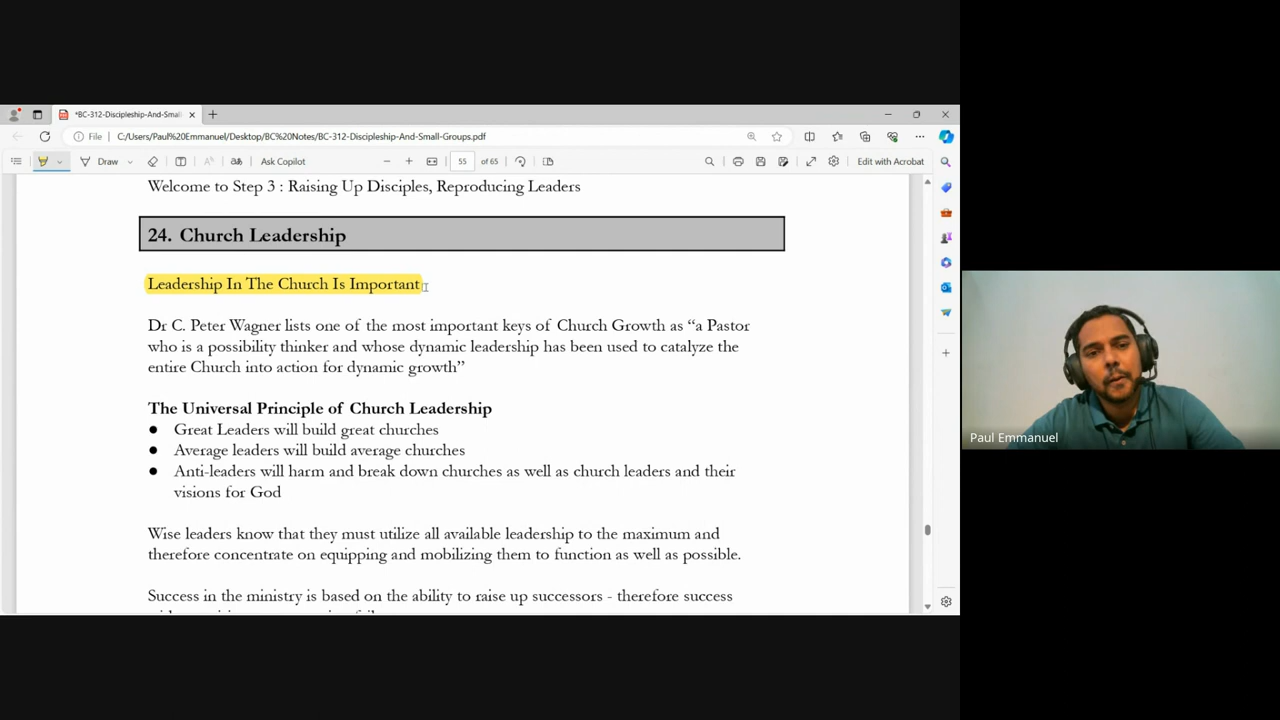 *BC-312-Discipleship-And-Smal
File C:/Users/Paul%20Emmanuel/Desktop/BC%20Notes/BC-312-Discipleship-And-Small-Groups.pdf
Draw Ask Copilot 55 of 65 Edit with Acrobat
Welcome to Step 3 : Raising Up Disciples, Reproducing Leaders
24. Church Leadership
Leadership In The Church Is Important
Dr C. Peter Wagner lists one of the most important keys of Church Growth as “a Pastor
who is a possibility thinker and whose dynamic leadership has been used to catalyze the
entire Church into action for dynamic growth”
The Universal Principle of Church Leadership
● Great Leaders will build great churches
● Average leaders will build average churches
● Anti-leaders will harm and break down churches as well as church leaders and their
visions for God
Wise leaders know that they must utilize all available leadership to the maximum and
therefore concentrate on equipping and mobilizing them to function as well as possible.
Success in the ministry is based on the ability to raise up successors - therefore success
Paul Emmanuel